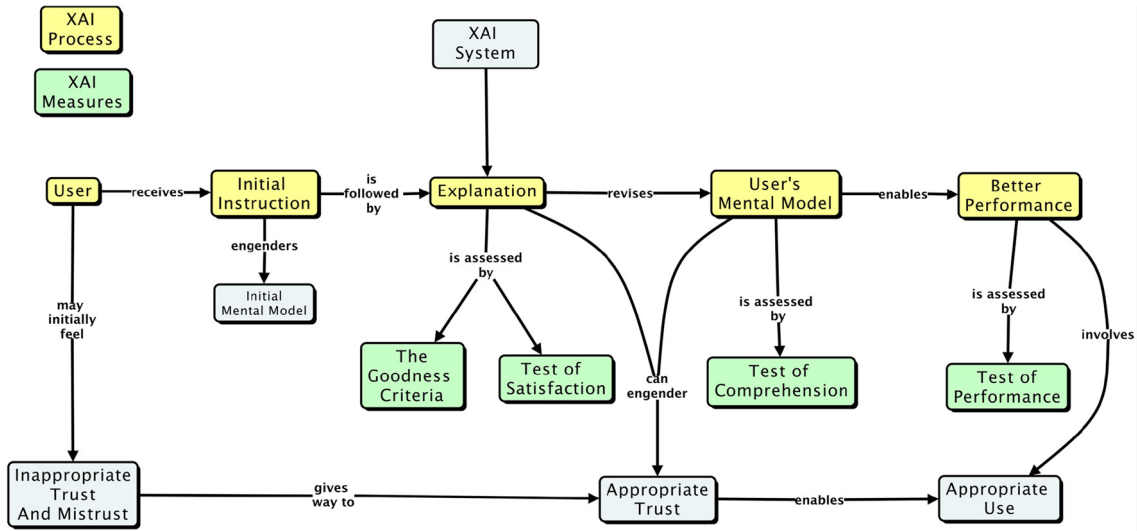 XAI
Process
XAI
Measures
XAI
System
User
receives
Initial
Instruction
is
followed
by
Explanation
revises
User's
Mental Model
enables
Better
Performance
engenders
Initial
Mental Model
is assessed
by
may
initially
feel
is assessed
by
is assessed
by
involves
The
Goodness
Criteria
Test of
Satisfaction
can
engender
Test of
Comprehension
Test of
Performance
Inappropriate
Trust
And Mistrust
gives
way to
Appropriate
Trust
enables
Appropriate
Use